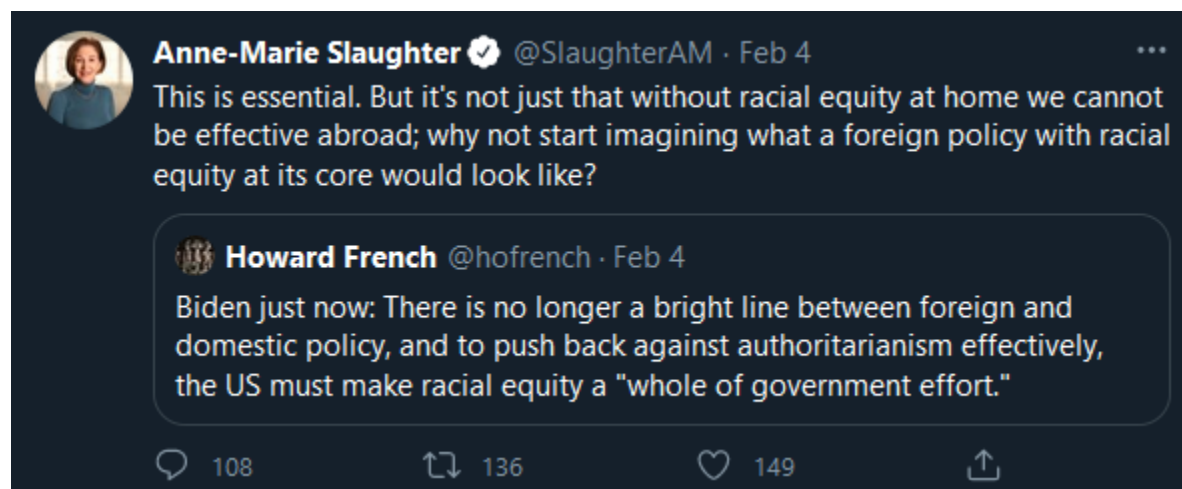 Anne-Marie Slaughter @SlaughterAM · Feb 4
This is essential. But it's not just that without racial equity at home we cannot
be effective abroad; why not start imagining what a foreign policy with racial
equity at its core would look like?
Howard French @hofrench · Feb 4
Biden just now: There is no longer a bright line between foreign and
domestic policy, and to push back against authoritarianism effectively,
the US must make racial equity a "whole of government effort."
108 136 149